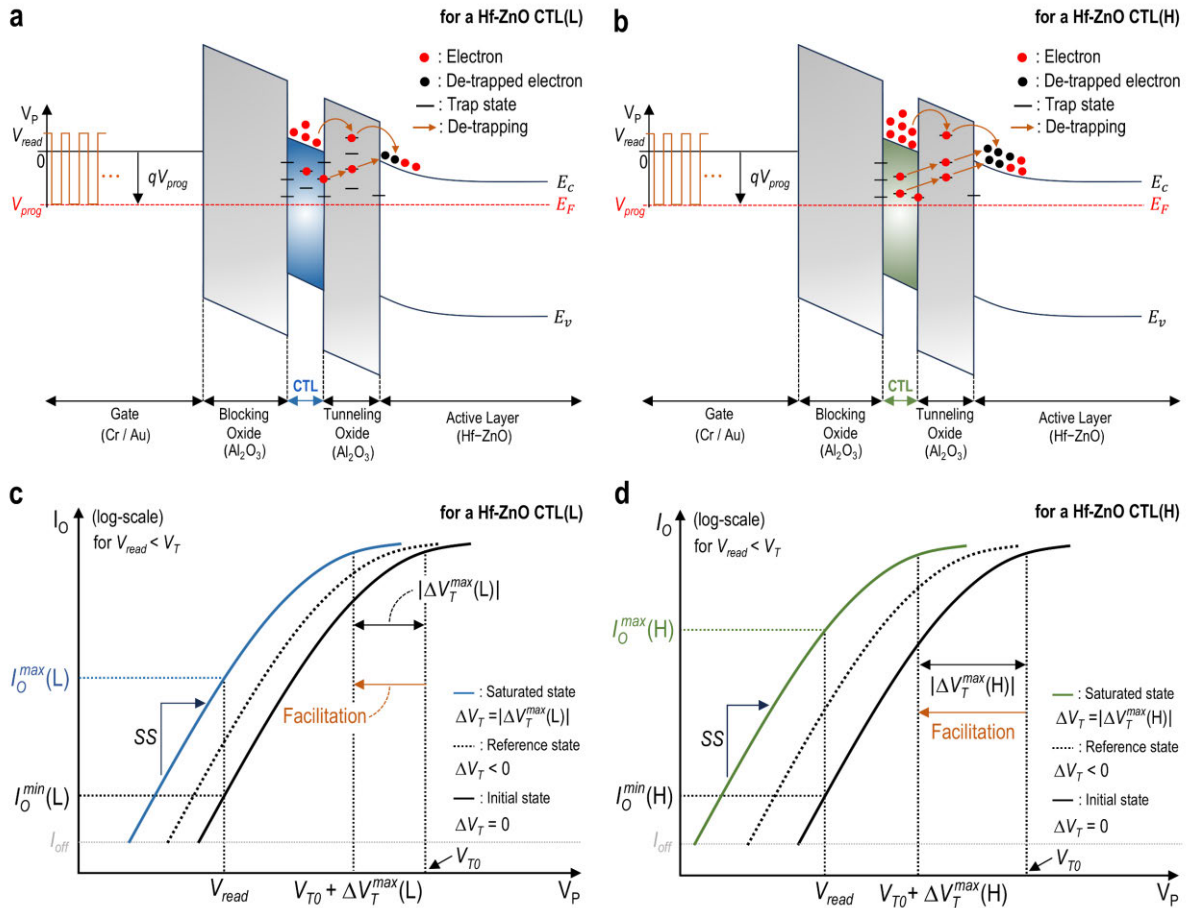 a
for a Hf-ZnO CTL(L)
: Electron
: De-trapped electron
: Trap state
: De-trapping
V_P
V_read
0
qV_prog
V_prog
E_c
E_F
E_v
CTL
Gate
(Cr / Au)
Blocking
Oxide
(Al₂O₃)
Tunneling
Oxide
(Al₂O₃)
Active Layer
(Hf−ZnO)
b
for a Hf-ZnO CTL(H)
: Electron
: De-trapped electron
: Trap state
: De-trapping
V_P
V_read
0
qV_prog
V_prog
E_c
E_F
E_v
CTL
Gate
(Cr / Au)
Blocking
Oxide
(Al₂O₃)
Tunneling
Oxide
(Al₂O₃)
Active Layer
(Hf−ZnO)
c
for a Hf-ZnO CTL(L)
I_O
(log-scale)
for V_read < V_T
|ΔV_T^max(L)|
I_O^max(L)
Facilitation
SS
: Saturated state
ΔV_T=|ΔV_T^max(L)|
: Reference state
ΔV_T < 0
: Initial state
ΔV_T = 0
I_O^min(L)
I_off
V_T0
V_read
V_T0 + ΔV_T^max(L)
V_P
d
for a Hf-ZnO CTL(H)
I_O
(log-scale)
for V_read < V_T
I_O^max(H)
|ΔV_T^max(H)|
Facilitation
SS
: Saturated state
ΔV_T=|ΔV_T^max(H)|
: Reference state
ΔV_T < 0
: Initial state
ΔV_T = 0
I_O^min(H)
I_off
V_T0
V_read
V_T0 + ΔV_T^max(H)
V_P